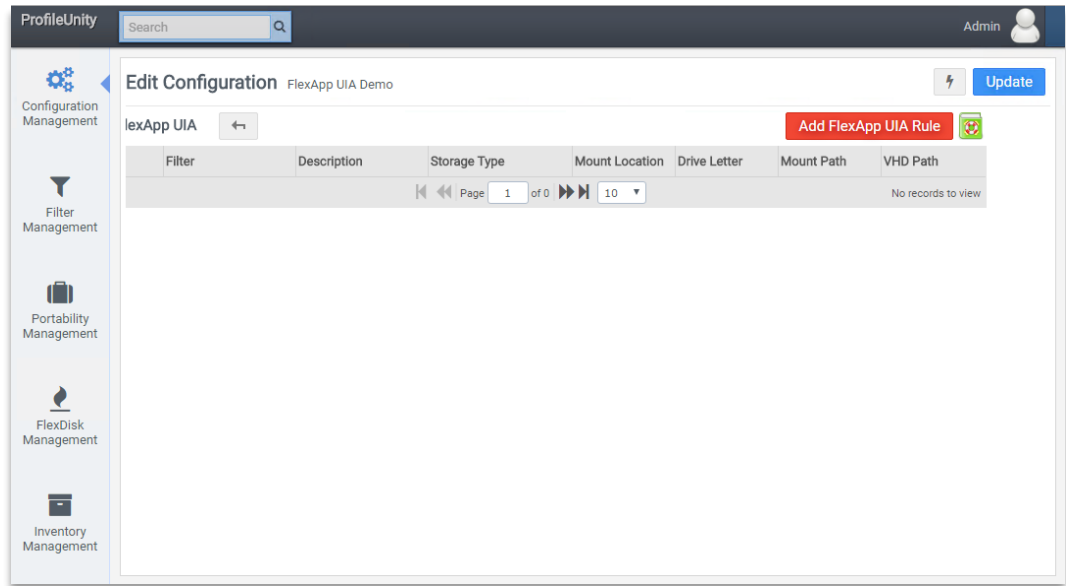 ProfileUnity
Search
Admin
Configuration
Management
Filter
Management
Portability
Management
FlexDisk
Management
Inventory
Management
Edit Configuration FlexApp UIA Demo
Update
lexApp UIA
Add FlexApp UIA Rule
Filter Description Storage Type Mount Location Drive Letter Mount Path VHD Path
Page 1 of 0 10 No records to view